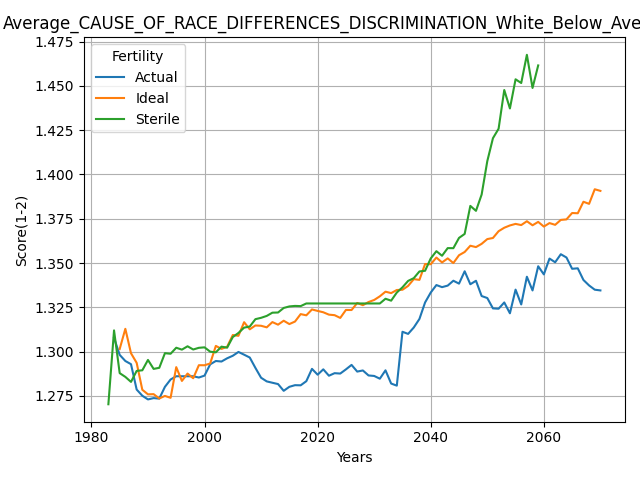 Average_CAUSE_OF_RACE_DIFFERENCES_DISCRIMINATION_White_Below_Ave
1.475
1.450
1.425
1.400
1.375
1.350
1.325
1.300
1.275
Score(1-2)
Fertility
Actual
Ideal
Sterile
1980
2000
2020
2040
2060
Years